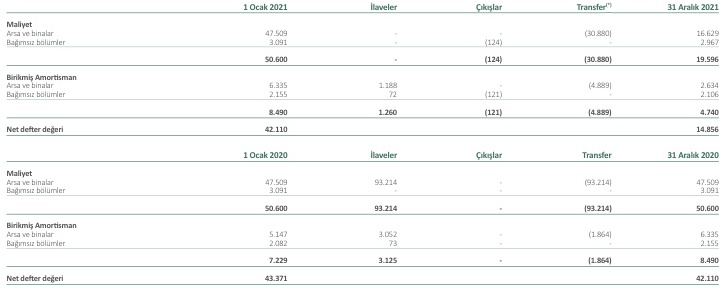 1 Ocak 2021 İlaveler Çıkışlar Transfer(*) 31 Aralık 2021
Maliyet
Arsa ve binalar 47.509 - - (30.880) 16.629
Bağımsız bölümler 3.091 - (124) - 2.967
50.600 - (124) (30.880) 19.596
Birikmiş Amortisman
Arsa ve binalar 6.335 1.188 - (4.889) 2.634
Bağımsız bölümler 2.155 72 (121) - 2.106
8.490 1.260 (121) (4.889) 4.740
Net defter değeri 42.110 14.856
1 Ocak 2020 İlaveler Çıkışlar Transfer 31 Aralık 2020
Maliyet
Arsa ve binalar 47.509 93.214 - (93.214) 47.509
Bağımsız bölümler 3.091 - - - 3.091
50.600 93.214 - (93.214) 50.600
Birikmiş Amortisman
Arsa ve binalar 5.147 3.052 - (1.864) 6.335
Bağımsız bölümler 2.082 73 - - 2.155
7.229 3.125 - (1.864) 8.490
Net defter değeri 43.371 42.110